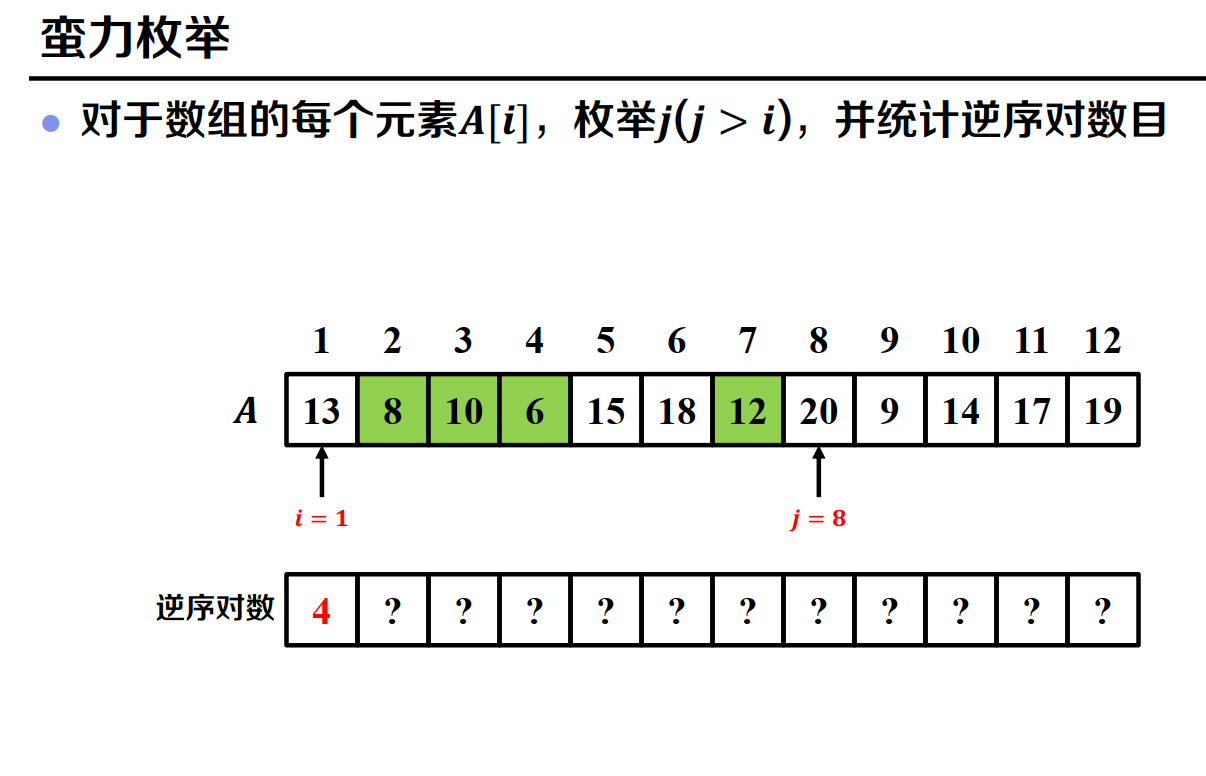 蛮力枚举
对于数组的每个元素A[i]，枚举j(j > i)，并统计逆序对数目
1 2 3 4 5 6 7 8 9 10 11 12
A 13 8 10 6 15 18 12 20 9 14 17 19
i = 1 j = 8
逆序对数 4 ? ? ? ? ? ? ? ? ? ? ?